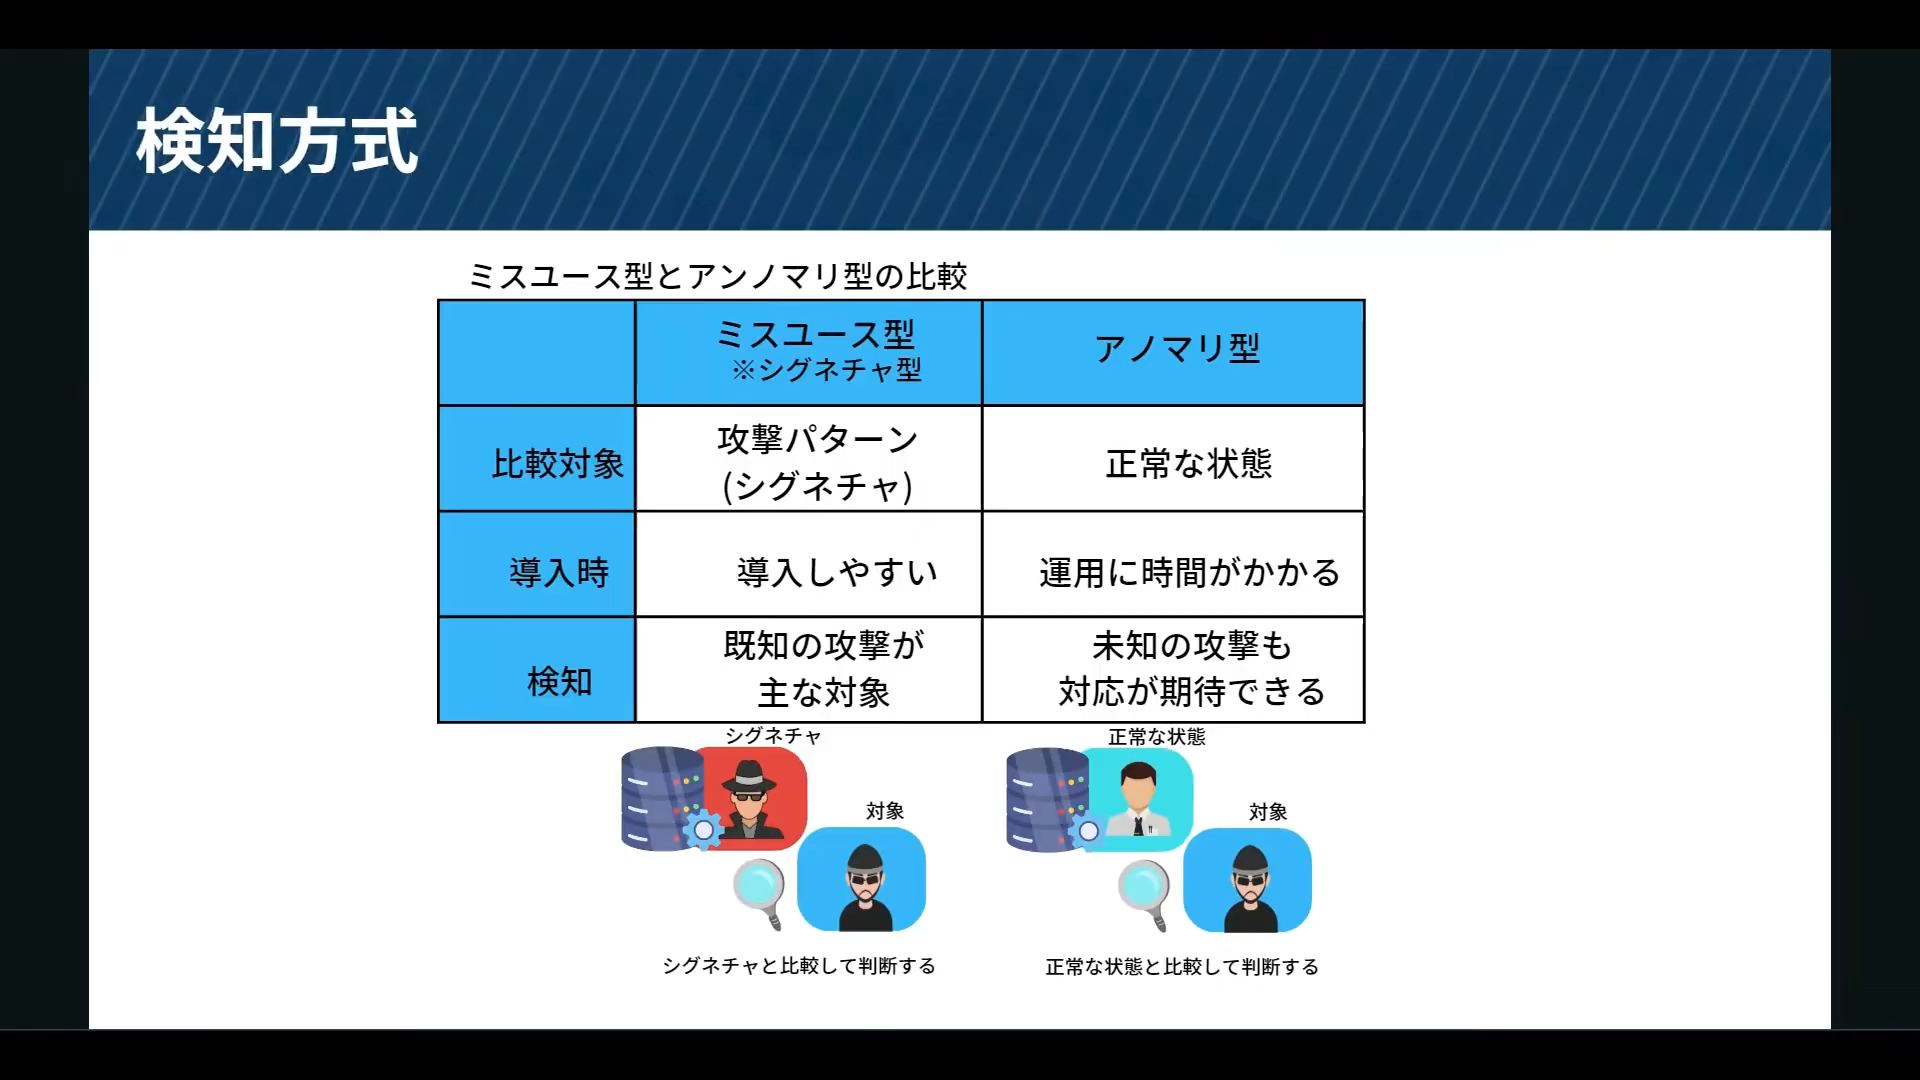 検知方式
ミスユース型とアンノマリ型の比較
ミスユース型
※シグネチャ型
アノマリ型
比較対象
攻撃パターン
(シグネチャ)
正常な状態
導入時
導入しやすい
運用に時間がかかる
検知
既知の攻撃が
主な対象
未知の攻撃も
対応が期待できる
シグネチャ
対象
シグネチャと比較して判断する
正常な状態
対象
正常な状態と比較して判断する